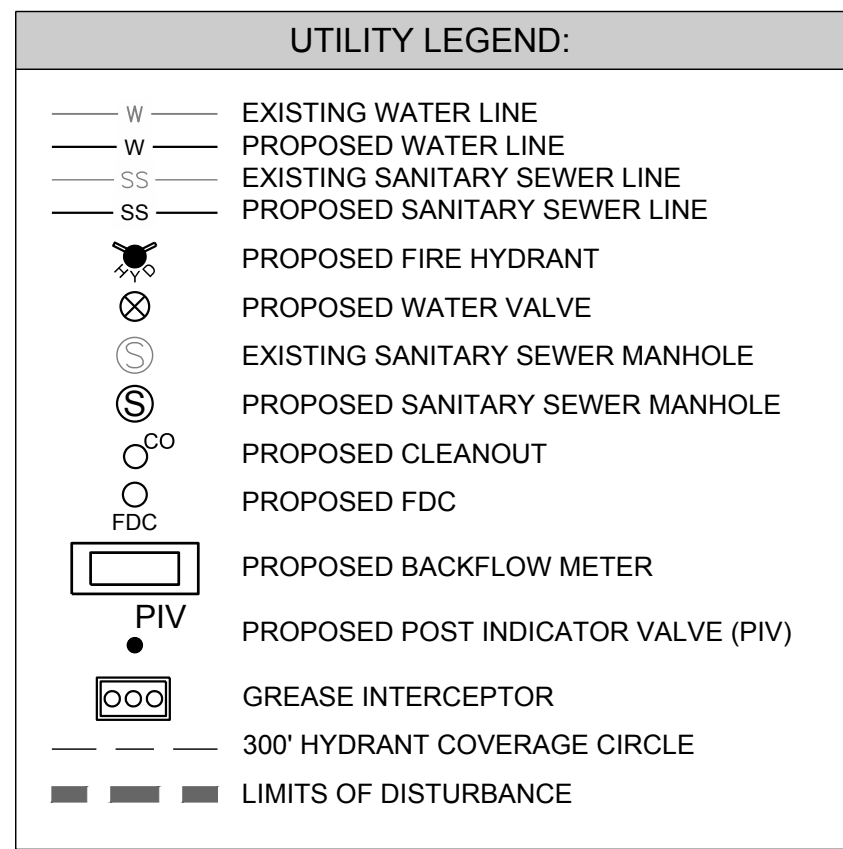 UTILITY LEGEND:
W EXISTING WATER LINE
W PROPOSED WATER LINE
SS EXISTING SANITARY SEWER LINE
SS PROPOSED SANITARY SEWER LINE
HYD PROPOSED FIRE HYDRANT
PROPOSED WATER VALVE
S EXISTING SANITARY SEWER MANHOLE
S PROPOSED SANITARY SEWER MANHOLE
CO PROPOSED CLEANOUT
FDC PROPOSED FDC
PROPOSED BACKFLOW METER
PIV PROPOSED POST INDICATOR VALVE (PIV)
GREASE INTERCEPTOR
300' HYDRANT COVERAGE CIRCLE
LIMITS OF DISTURBANCE